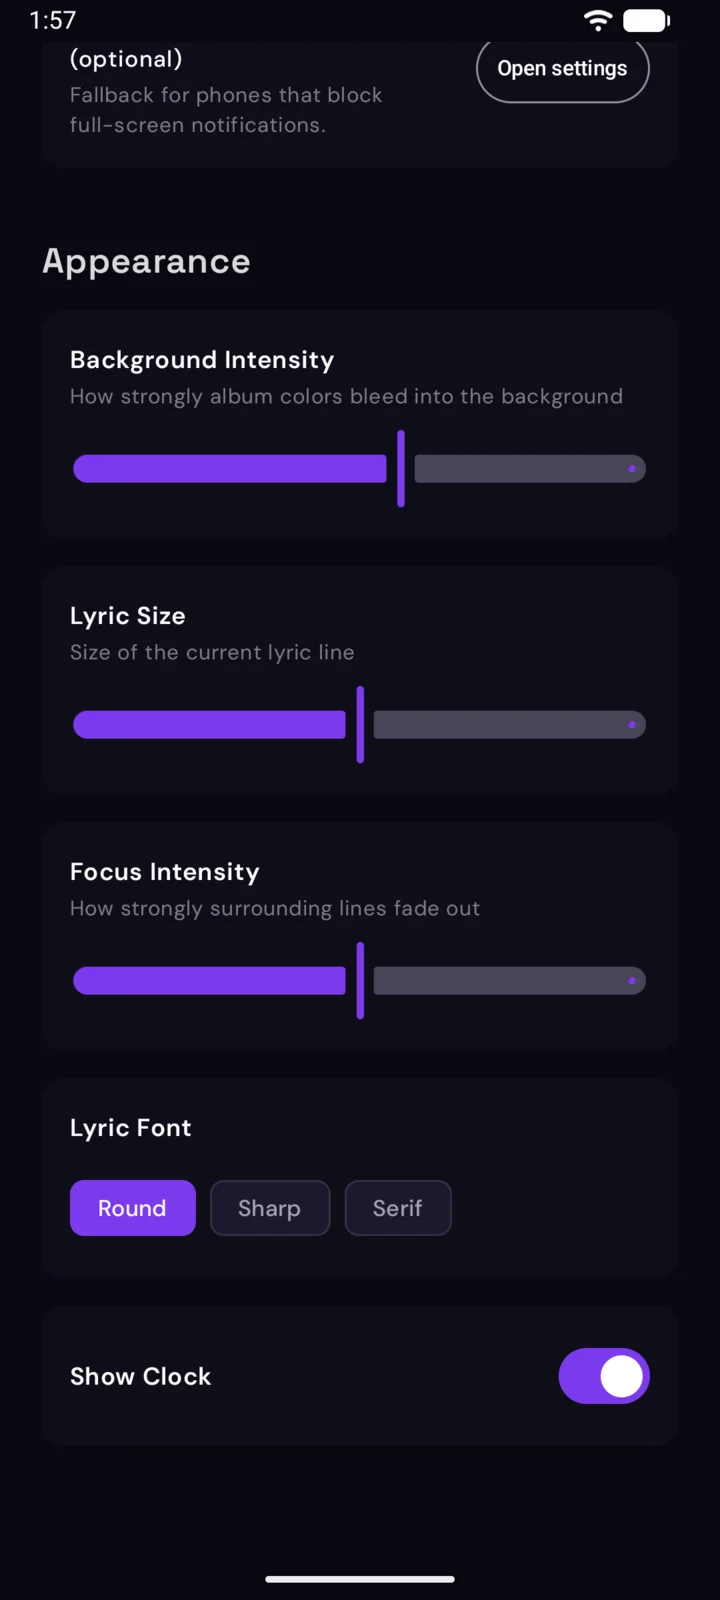 1:57
(optional)
Fallback for phones that block
full-screen notifications.
Open settings
Appearance
Background Intensity
How strongly album colors bleed into the background
Lyric Size
Size of the current lyric line
Focus Intensity
How strongly surrounding lines fade out
Lyric Font
Round
Sharp
Serif
Show Clock